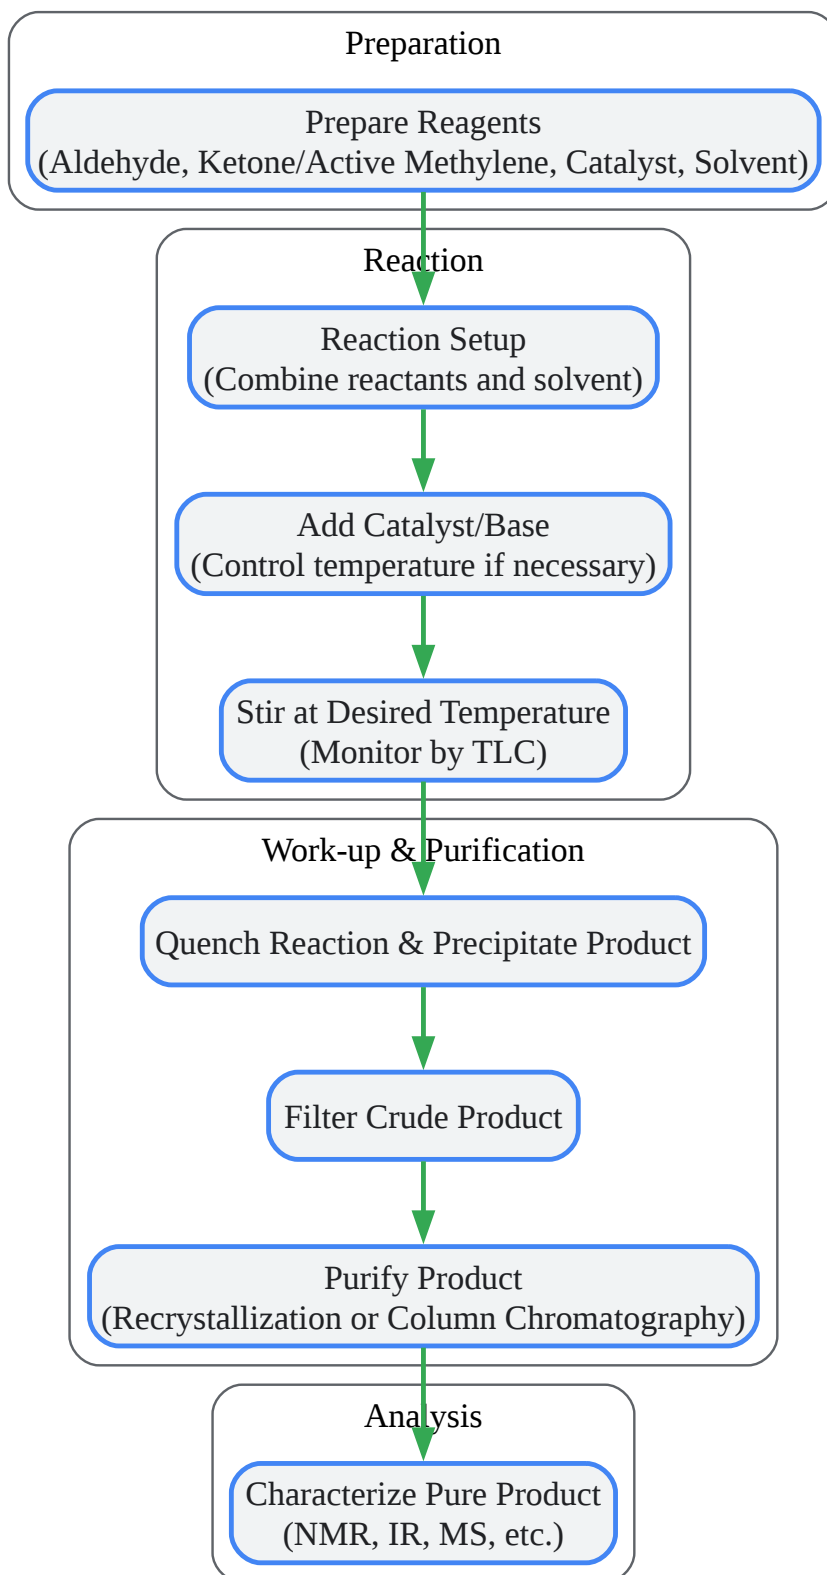 Preparation
Prepare Reagents
(Aldehyde, Ketone/Active Methylene, Catalyst, Solvent)
Reaction
Reaction Setup
(Combine reactants and solvent)
Add Catalyst/Base
(Control temperature if necessary)
Stir at Desired Temperature
(Monitor by TLC)
Work-up & Purification
Quench Reaction & Precipitate Product
Filter Crude Product
Purify Product
(Recrystallization or Column Chromatography)
Analysis
Characterize Pure Product
(NMR, IR, MS, etc.)